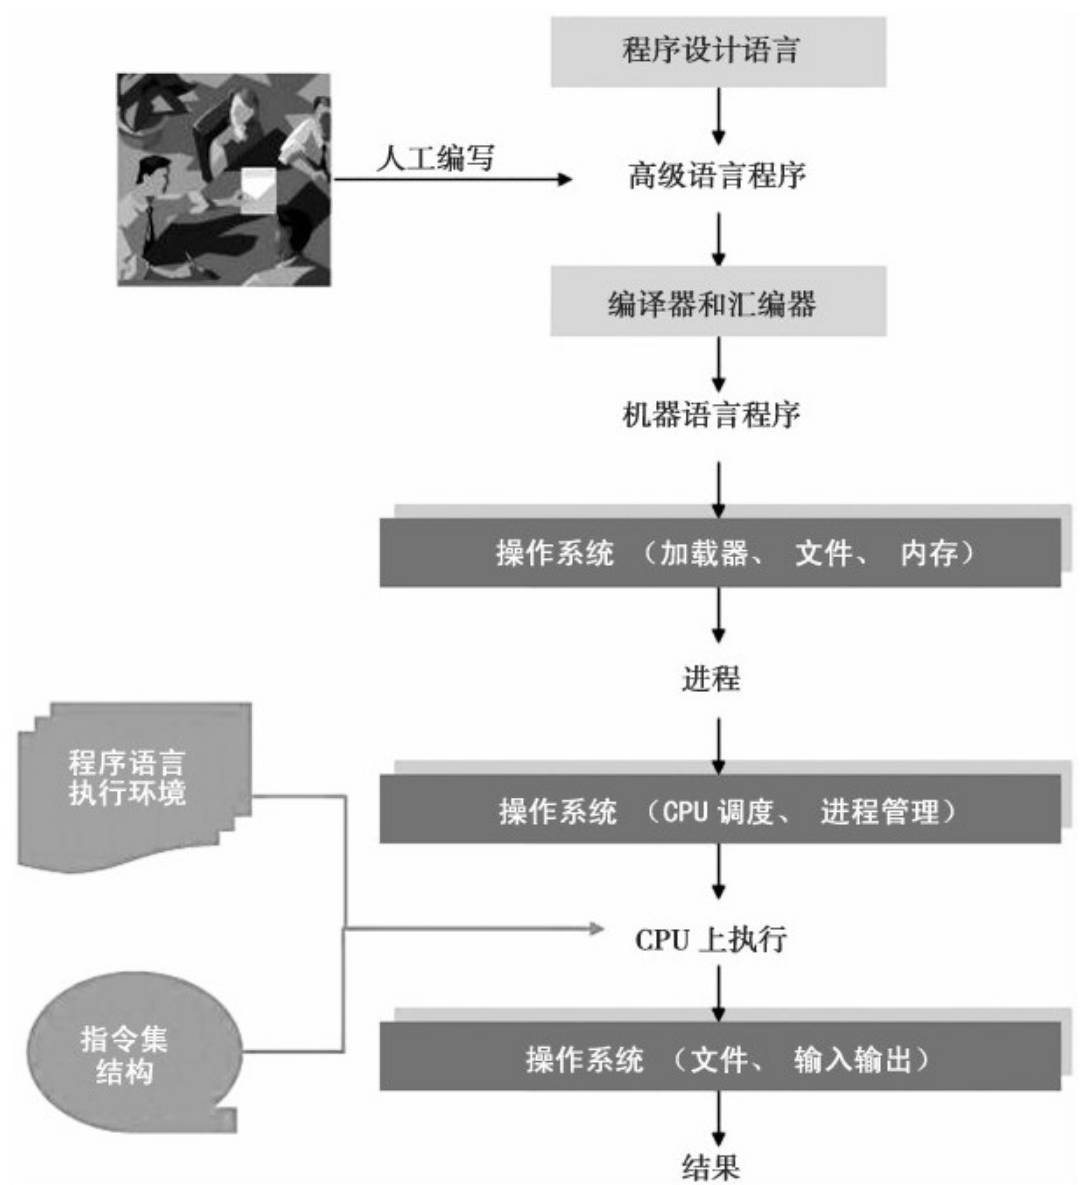 程序设计语言
人工编写
高级语言程序
编译器和汇编器
机器语言程序
操作系统 （加载器、 文件、 内存）
进程
程序语言
执行环境
操作系统 （CPU 调度、 进程管理）
CPU 上执行
指令集
结构
操作系统 （文件、 输入输出）
结果